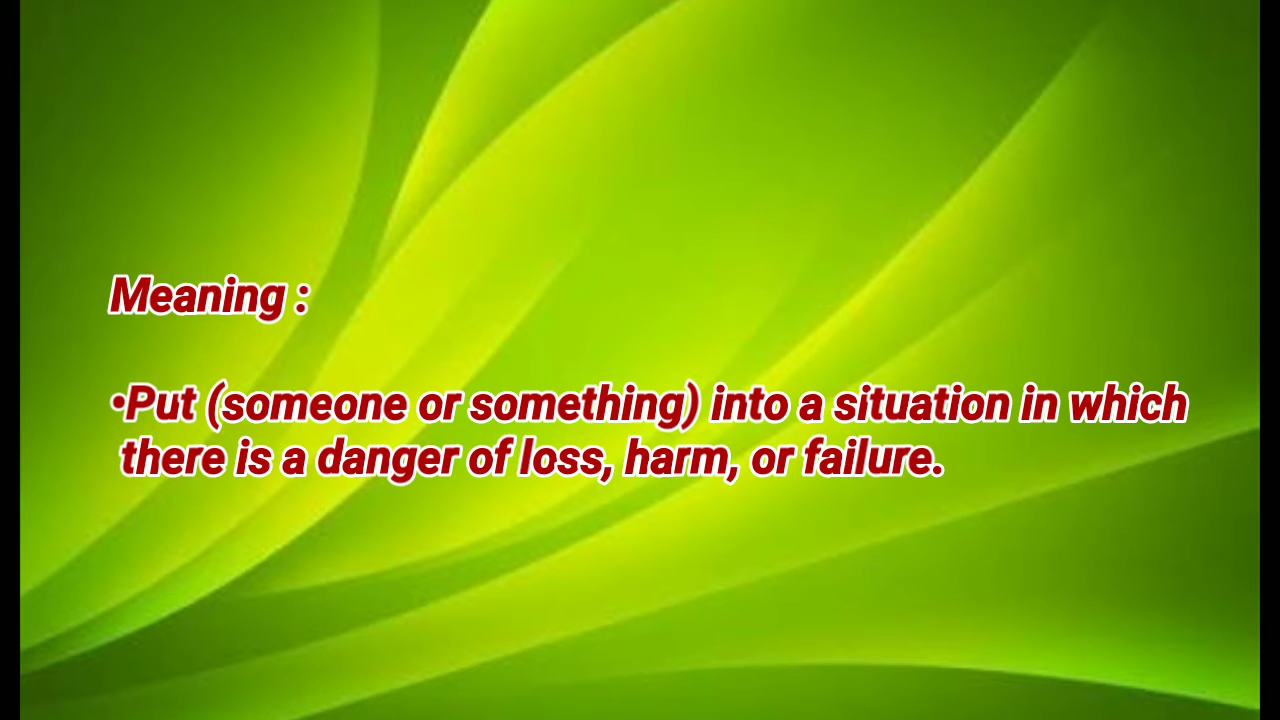 Meaning :
•Put (someone or something) into a situation in which
there is a danger of loss, harm, or failure.